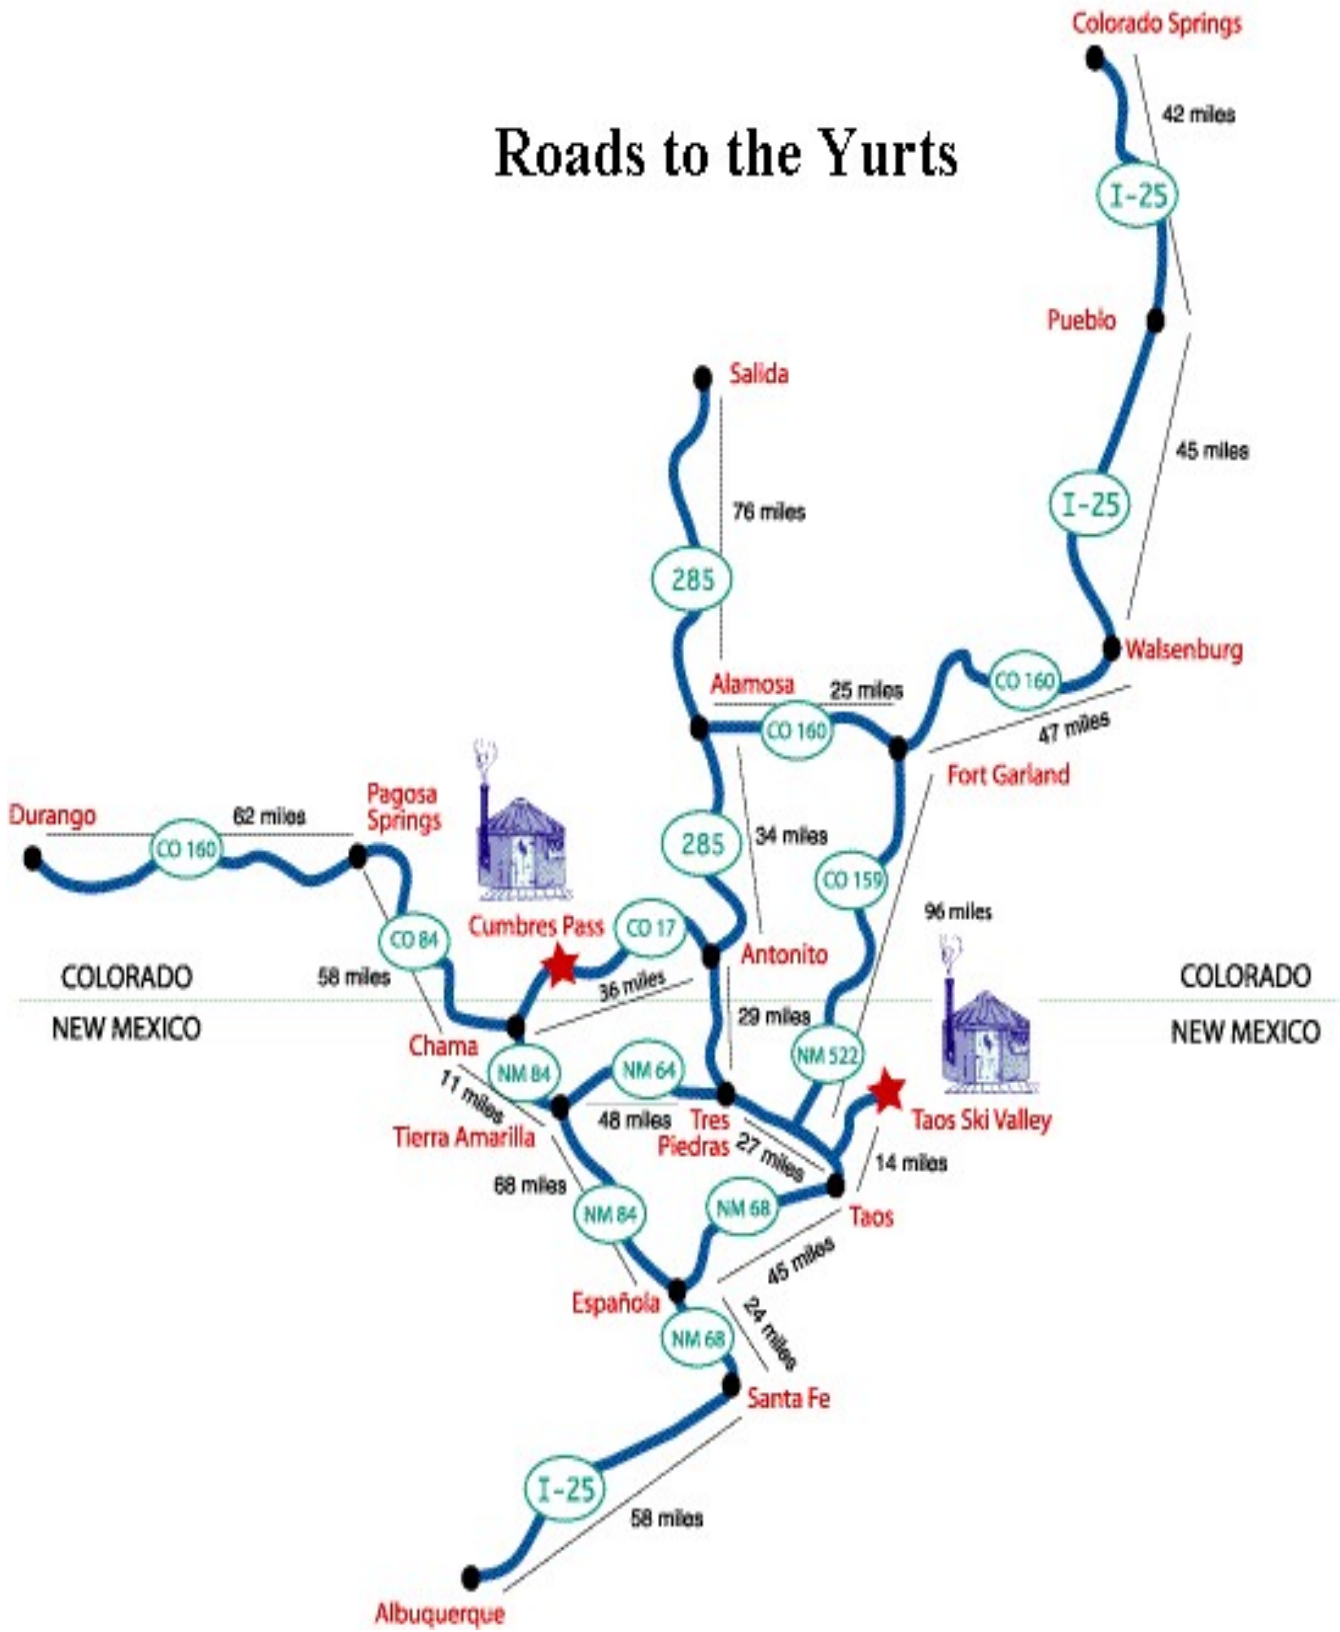 Colorado Springs
42 miles
Roads to the Yurts
I-25
Pueblo
Salida
45 miles
I-25
76 miles
285
Walsenburg
Alamosa
25 miles
CO 160
CO 160
47 miles
Fort Garland
Durango
62 miles
Pagosa
Springs
CO 160
285
34 miles
CO 159
96 miles
Cumbres Pass
CO 17
CO 84
Antonito
COLORADO
58 miles
36 miles
COLORADO
NEW MEXICO
29 miles
NEW MEXICO
Chama
NM 522
NM 84
NM 64
11 miles
48 miles
Tres
Piedras
Taos Ski Valley
Tierra Amarilla
27 miles
14 miles
68 miles
NM 84
NM 68
Taos
45 miles
Española
24 miles
NM 68
Santa Fe
I-25
58 miles
Albuquerque